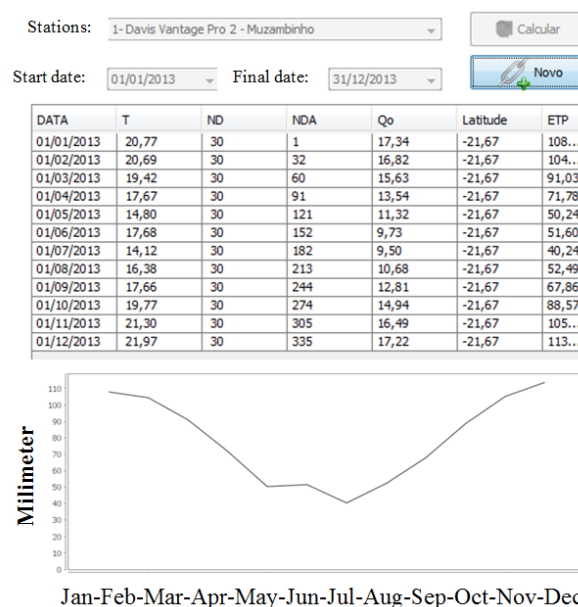 Stations: 1- Davis Vantage Pro 2 - Muzambinho Calcular
Start date: 01/01/2013 Final date: 31/12/2013 Novo
DATA T ND NDA Qo Latitude ETP
01/01/2013 20,77 30 1 17,34 -21,67 108...
01/02/2013 20,69 30 32 16,82 -21,67 104...
01/03/2013 19,42 30 60 15,63 -21,67 91,03
01/04/2013 17,67 30 91 13,54 -21,67 71,78
01/05/2013 14,80 30 121 11,32 -21,67 50,24
01/06/2013 17,68 30 152 9,73 -21,67 51,60
01/07/2013 14,12 30 182 9,50 -21,67 40,24
01/08/2013 16,38 30 213 10,68 -21,67 52,49
01/09/2013 17,66 30 244 12,81 -21,67 67,86
01/10/2013 19,77 30 274 14,94 -21,67 88,57
01/11/2013 21,30 30 305 16,49 -21,67 105...
01/12/2013 21,97 30 335 17,22 -21,67 113...
Milimeter
110
100
90
80
70
60
50
40
30
20
10
0
Jan-Feb-Mar-Apr-May-Jun-Jul-Aug-Sep-Oct-Nov-Dec